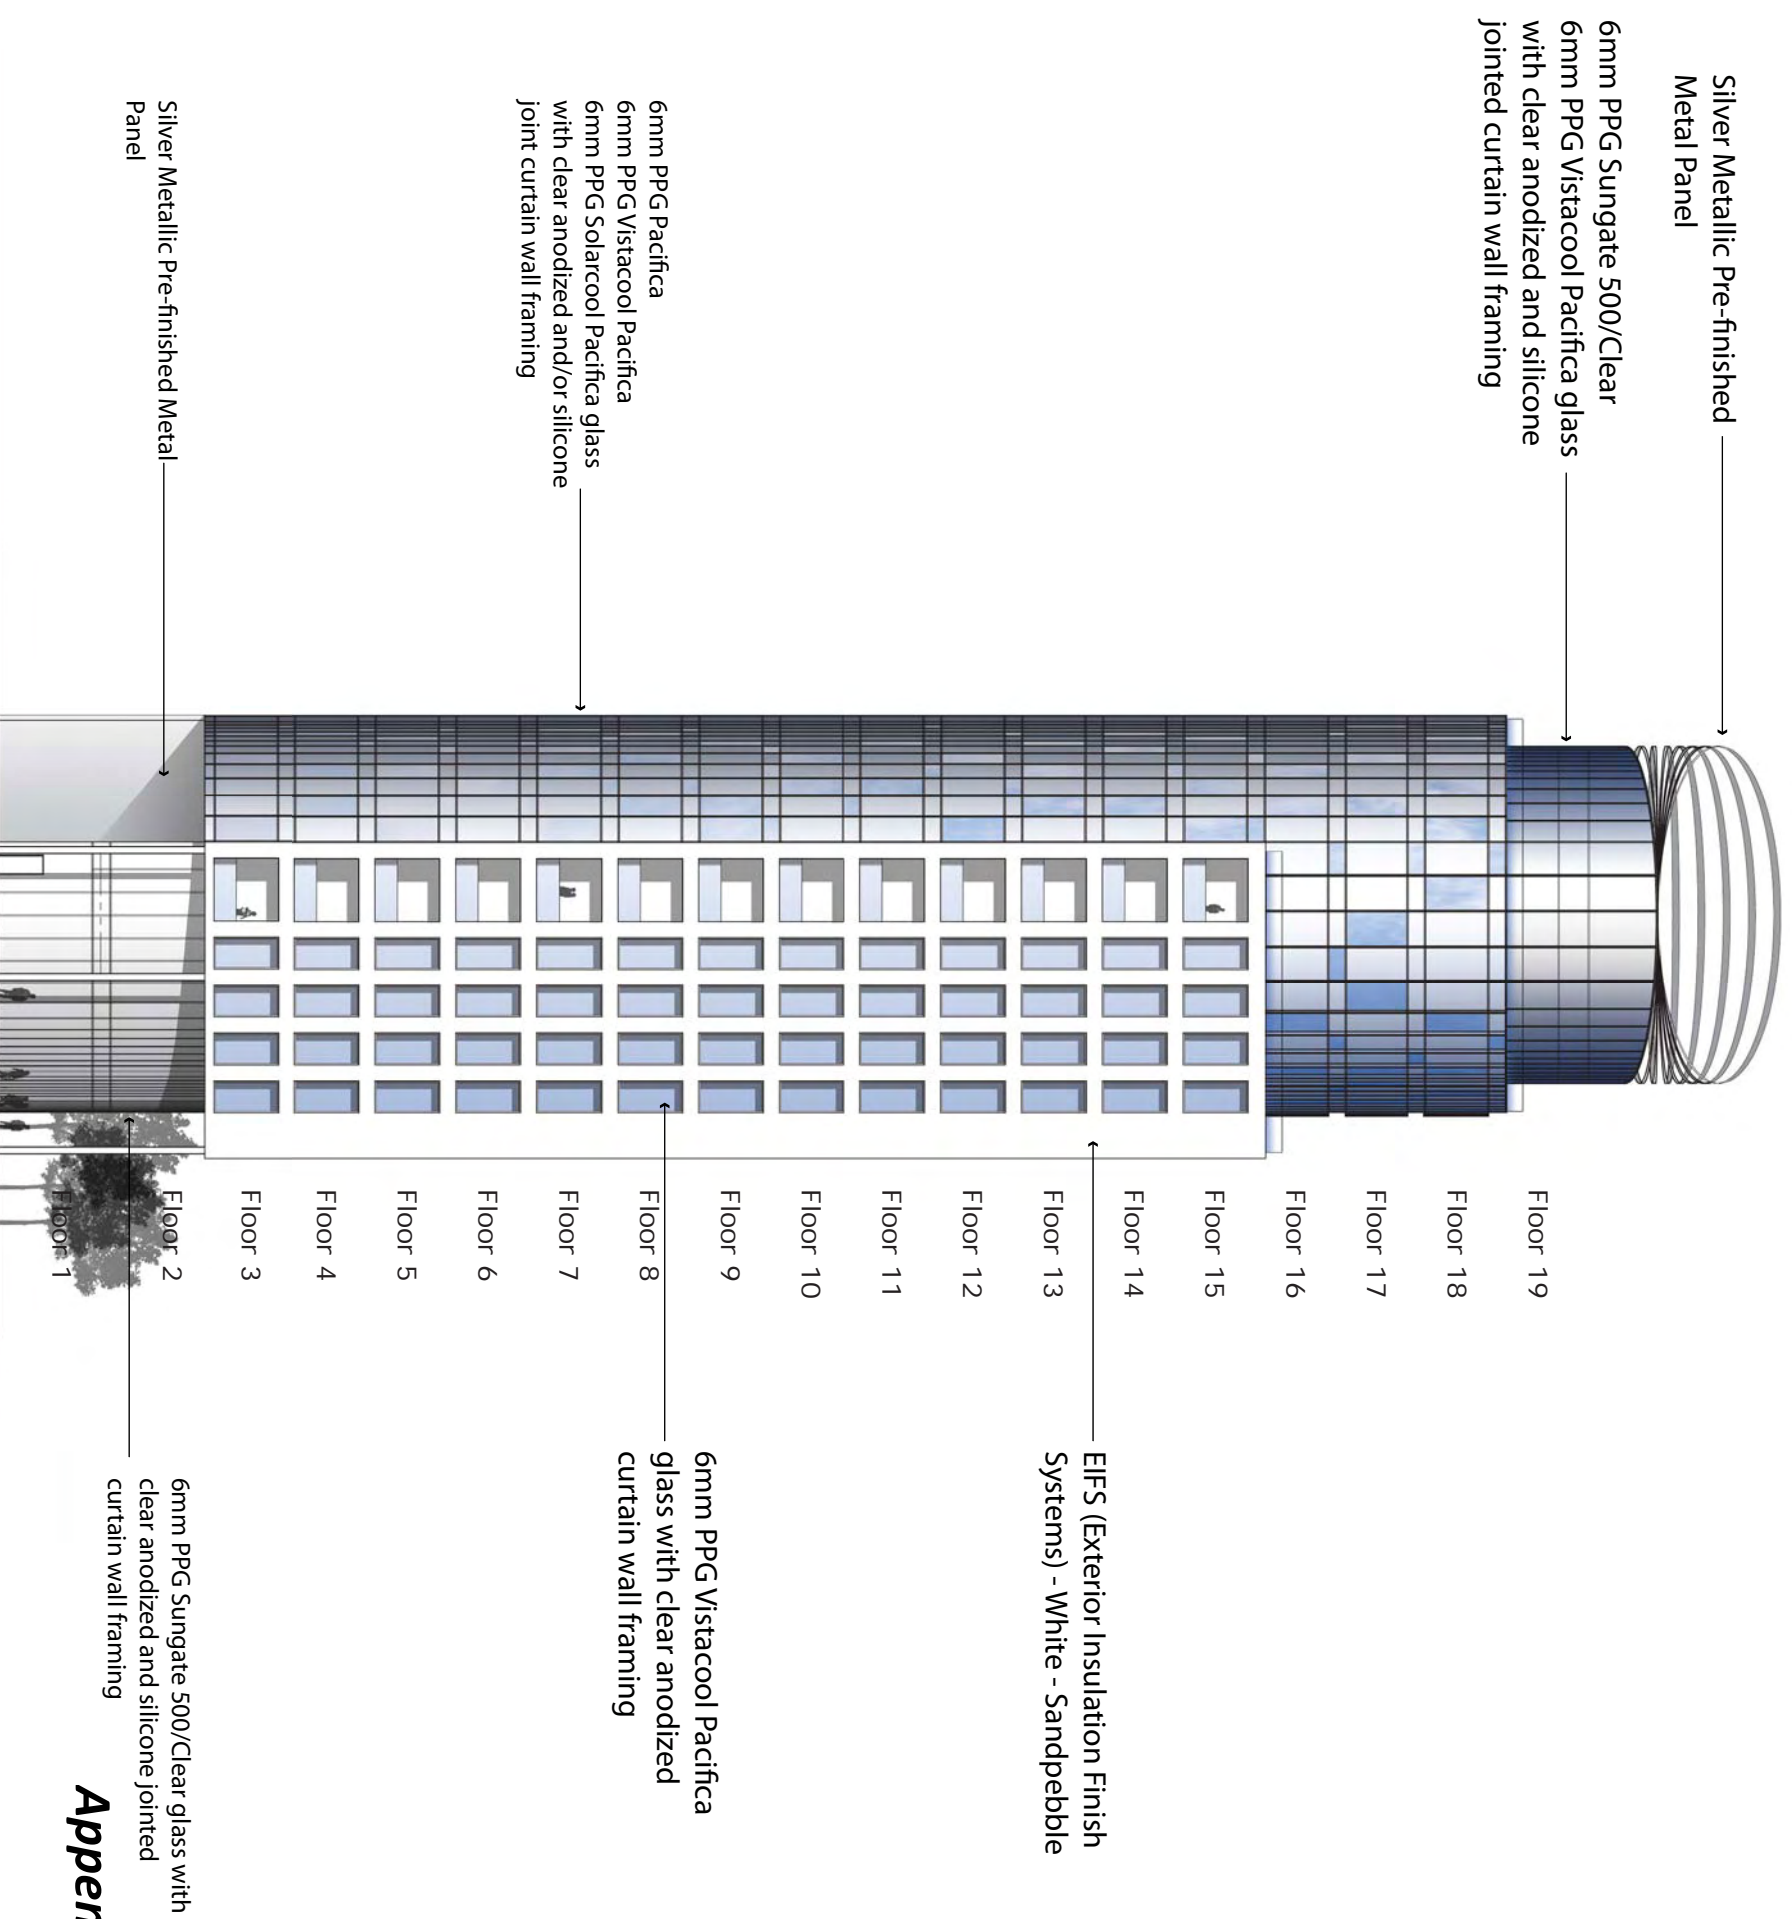 Silver Metallic Pre-finished
Metal Panel
6mm PPG Sungate 500/Clear
6mm PPG Vistacool Pacifica glass
with clear anodized and silicone
jointed curtain wall framing
6mm PPG Pacifica
6mm PPG Vistacool Pacifica
6mm PPG Solarcool Pacifica glass
with clear anodized and/or silicone
joint curtain wall framing
Silver Metallic Pre-finished Metal
Panel
Floor 19
Floor 18
Floor 17
Floor 16
Floor 15
Floor 14
Floor 13
Floor 12
Floor 11
Floor 10
Floor 9
Floor 8
Floor 7
Floor 6
Floor 5
Floor 4
Floor 3
Floor 2
Floor 1
EIFS (Exterior Insulation Finish
Systems) - White - Sandpebble
6mm PPG Vistacool Pacifica
glass with clear anodized
curtain wall framing
6mm PPG Sungate 500/Clear glass with
clear anodized and silicone jointed
curtain wall framing